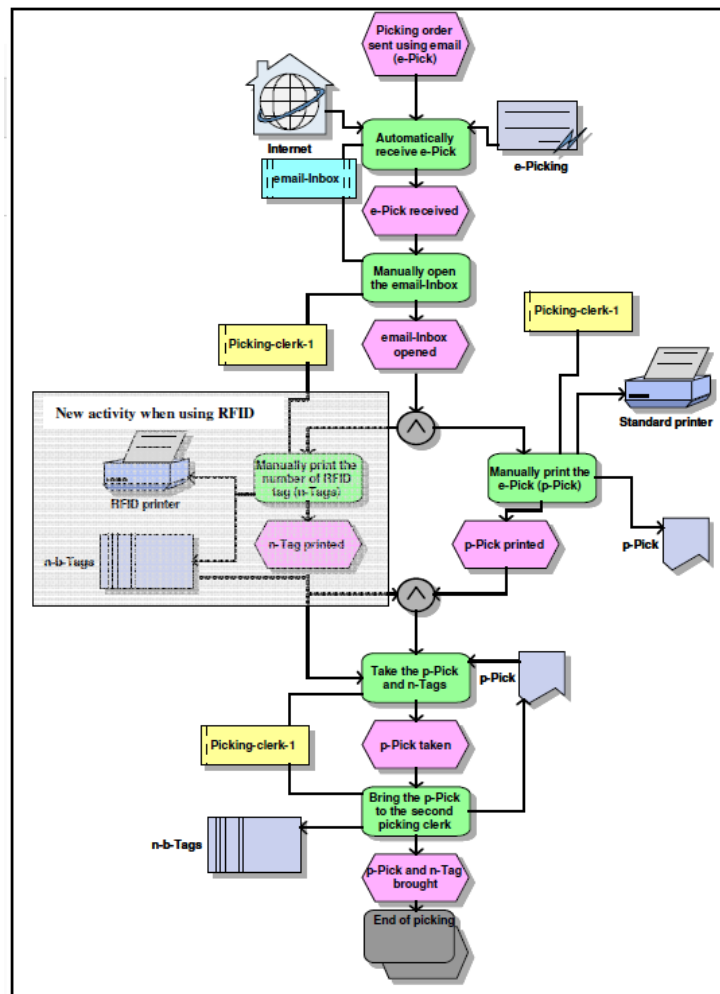 Picking order
sent using email
(e-Pick)
Internet
Automatically
receive e-Pick
e-Picking
email-Inbox
e-Pick received
Manually open
the email-Inbox
Picking-clerk-1
Picking-clerk-1
email-Inbox
opened
Standard printer
New activity when using RFID
Manually print the
number of RFID
tag (n-Tags)
Manually print the
e-Pick (p-Pick)
RFID printer
n-Tag printed
p-Pick printed
p-Pick
n-b-Tags
Take the p-Pick
and n-Tags
p-Pick
Picking-clerk-1
p-Pick taken
Bring the p-Pick
to the second
picking clerk
n-b-Tags
p-Pick and n-Tag
brought
End of picking